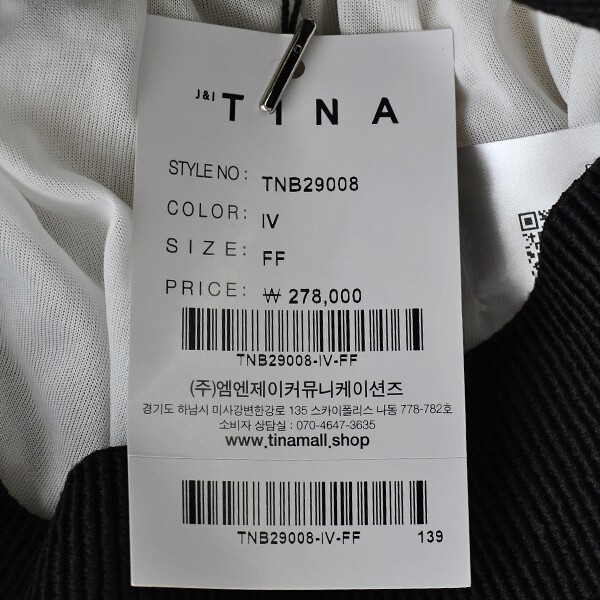 J&I TINA
STYLE NO: TNB29008
COLOR: IV
SIZE: FF
PRICE: ₩ 278,000
TNB29008-IV-FF
(주)엠엔제이커뮤니케이션즈
경기도 하남시 미사강변한강로 135 스카이폴리스 나동 778-782호
소비자 상담실 : 070-4647-3635
www.tinamall.shop
TNB29008-IV-FF 139